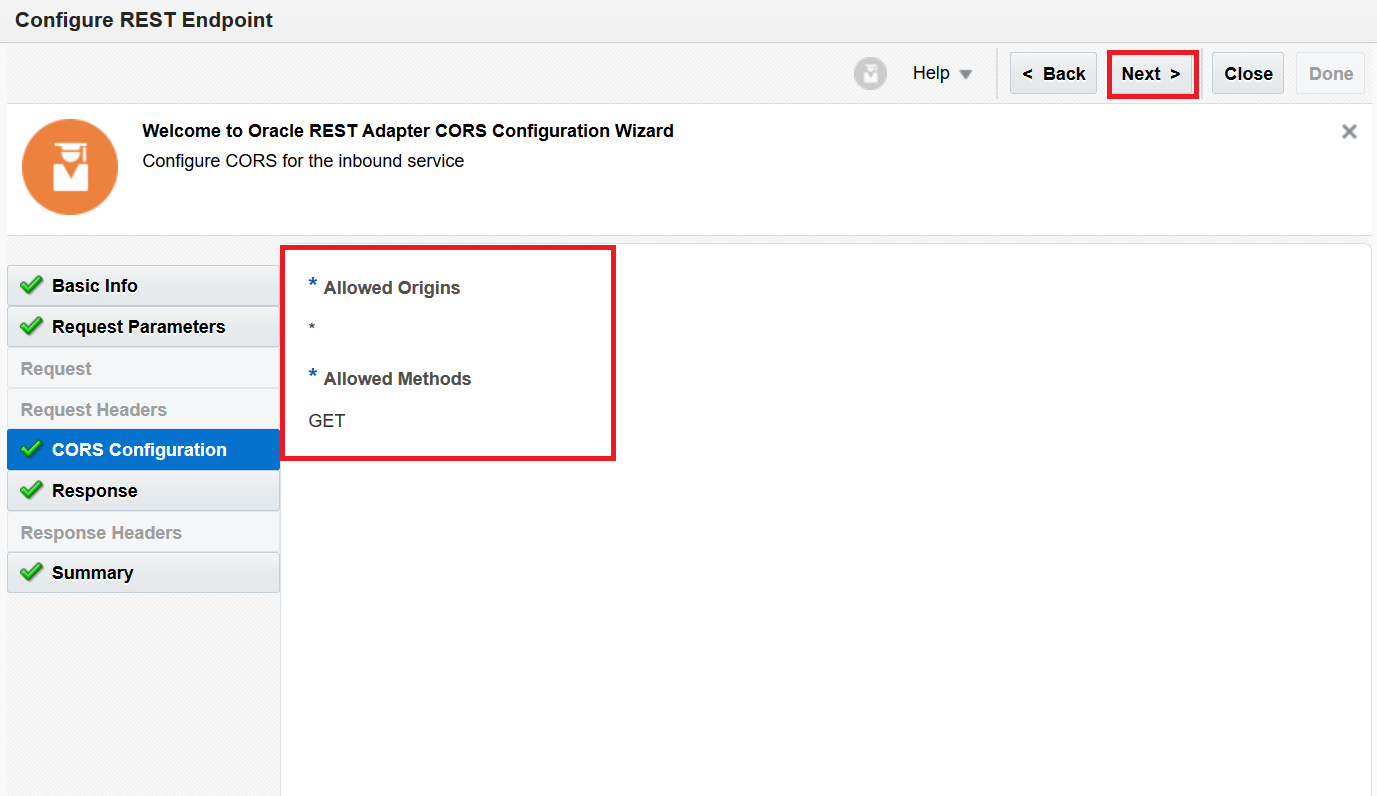 Configure REST Endpoint
Help
< Back
Next >
Close
Done
Welcome to Oracle REST Adapter CORS Configuration Wizard
Configure CORS for the inbound service
Basic Info
Request Parameters
Request
Request Headers
CORS Configuration
Response
Response Headers
Summary
* Allowed Origins
*
* Allowed Methods
GET